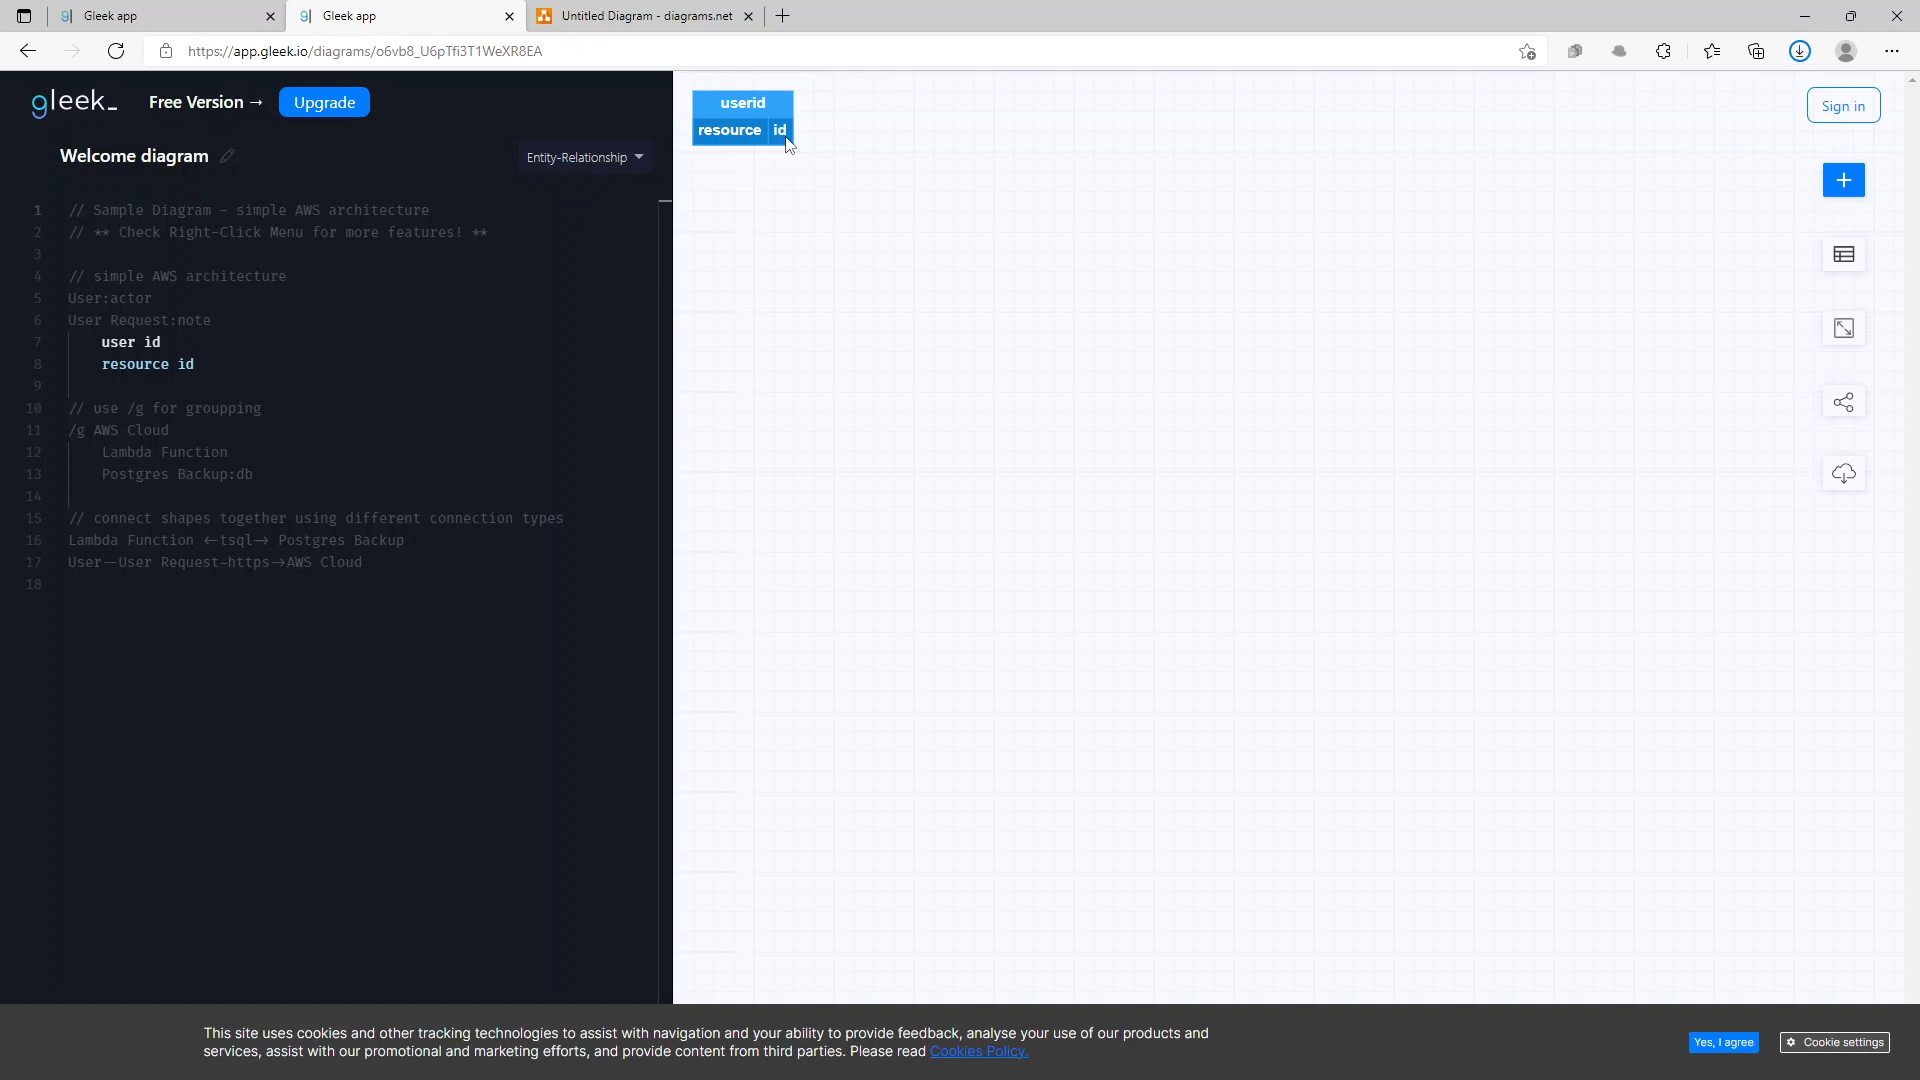 Gleek app
Gleek app
Untitled Diagram - diagrams.net
https://app.gleek.io/diagrams/o6vb8_U6pTfi3T1WeXR8EA
gleek_
Free Version →
Upgrade
Sign in
Welcome diagram
Entity-Relationship
1 // Sample Diagram - simple AWS architecture
2 // ** Check Right-Click Menu for more features! **
3
4 // simple AWS architecture
5 User:actor
6 User Request:note
7 user id
8 resource id
9
10 // use /g for groupping
11 /g AWS Cloud
12 Lambda Function
13 Postgres Backup:db
14
15 // connect shapes together using different connection types
16 Lambda Function <-tsql-> Postgres Backup
17 User--User Request-https->AWS Cloud
18
userid
resource id
This site uses cookies and other tracking technologies to assist with navigation and your ability to provide feedback, analyse your use of our products and
services, assist with our promotional and marketing efforts, and provide content from third parties. Please read Cookies Policy.
Yes, I agree
Cookie settings